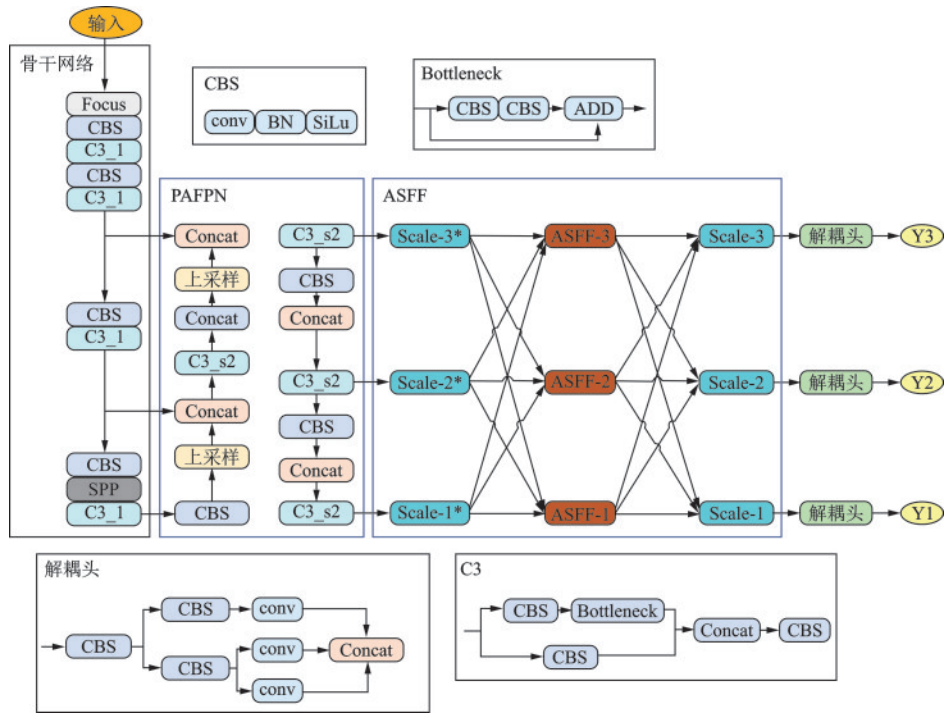 输入
骨干网络
Focus
CBS
C3_1
CBS
C3_1
CBS
C3_1
CBS
SPP
C3_1
CBS
conv BN SiLu
Bottleneck
CBS CBS ADD
PAFPN
Concat
上采样
Concat
C3_s2
Concat
上采样
CBS
C3_s2
CBS
Concat
C3_s2
CBS
Concat
C3_s2
ASFF
Scale-3* ASFF-3 Scale-3 解耦头 Y3
Scale-2* ASFF-2 Scale-2 解耦头 Y2
Scale-1* ASFF-1 Scale-1 解耦头 Y1
解耦头
CBS
CBS conv
CBS conv Concat
conv
C3
CBS Bottleneck
Concat CBS
CBS